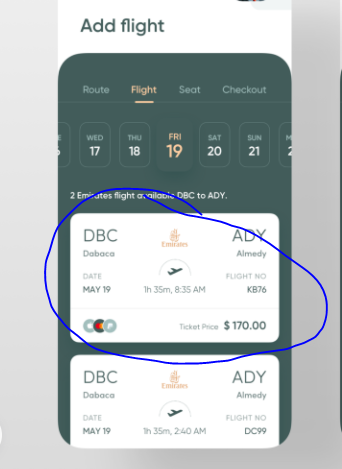 Add flight
Route Flight Seat Checkout
WED THU FRI SAT SUN
17 18 19 20 21
2 Emirates flight available DBC to ADY.
DBC Emirates ADY
Dabaca Almedy
DATE FLIGHT NO
MAY 19 1h 35m, 8:35 AM KB76
Ticket Price $ 170.00
DBC Emirates ADY
Dabaca Almedy
DATE FLIGHT NO
MAY 19 1h 35m, 2:40 AM DC99